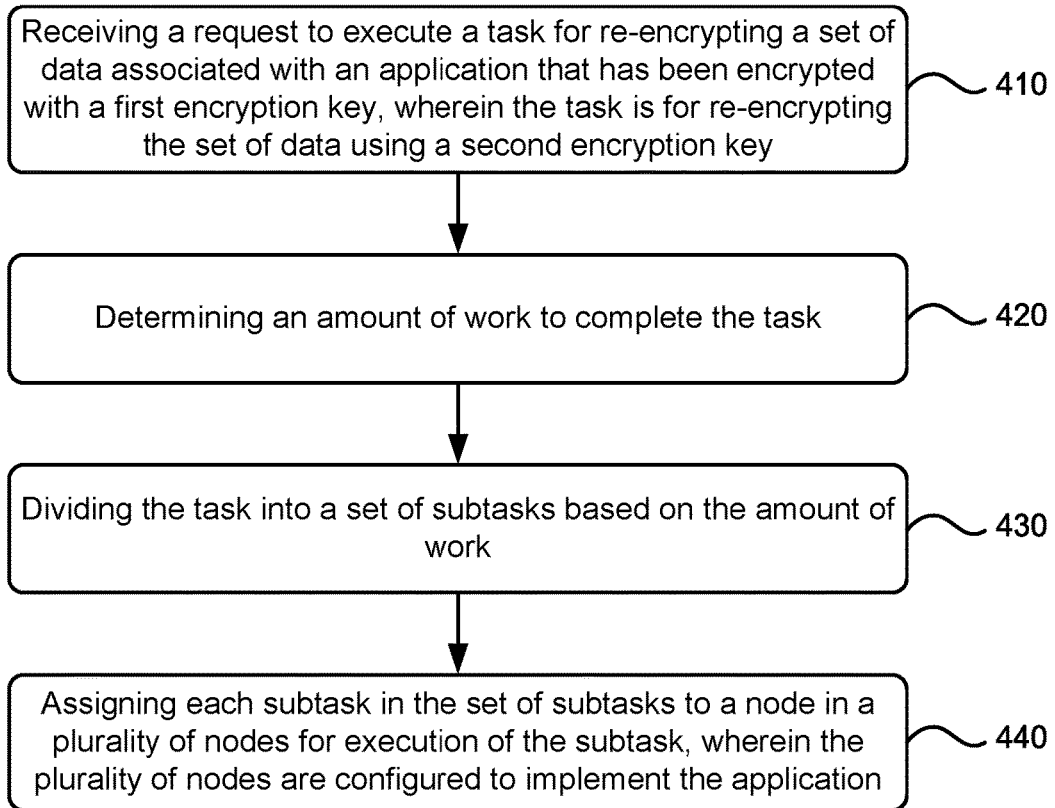 Receiving a request to execute a task for re-encrypting a set of
data associated with an application that has been encrypted
with a first encryption key, wherein the task is for re-encrypting
the set of data using a second encryption key
410
Determining an amount of work to complete the task
420
Dividing the task into a set of subtasks based on the amount of
work
430
Assigning each subtask in the set of subtasks to a node in a
plurality of nodes for execution of the subtask, wherein the
plurality of nodes are configured to implement the application
440